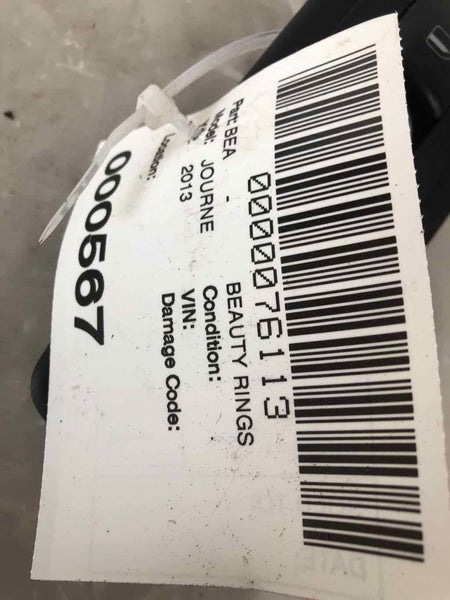 0000076113
Part: BEA - BEAUTY RINGS
Model: JOURNE Condition:
2013 VIN:
Damage Code:
Location:
000567